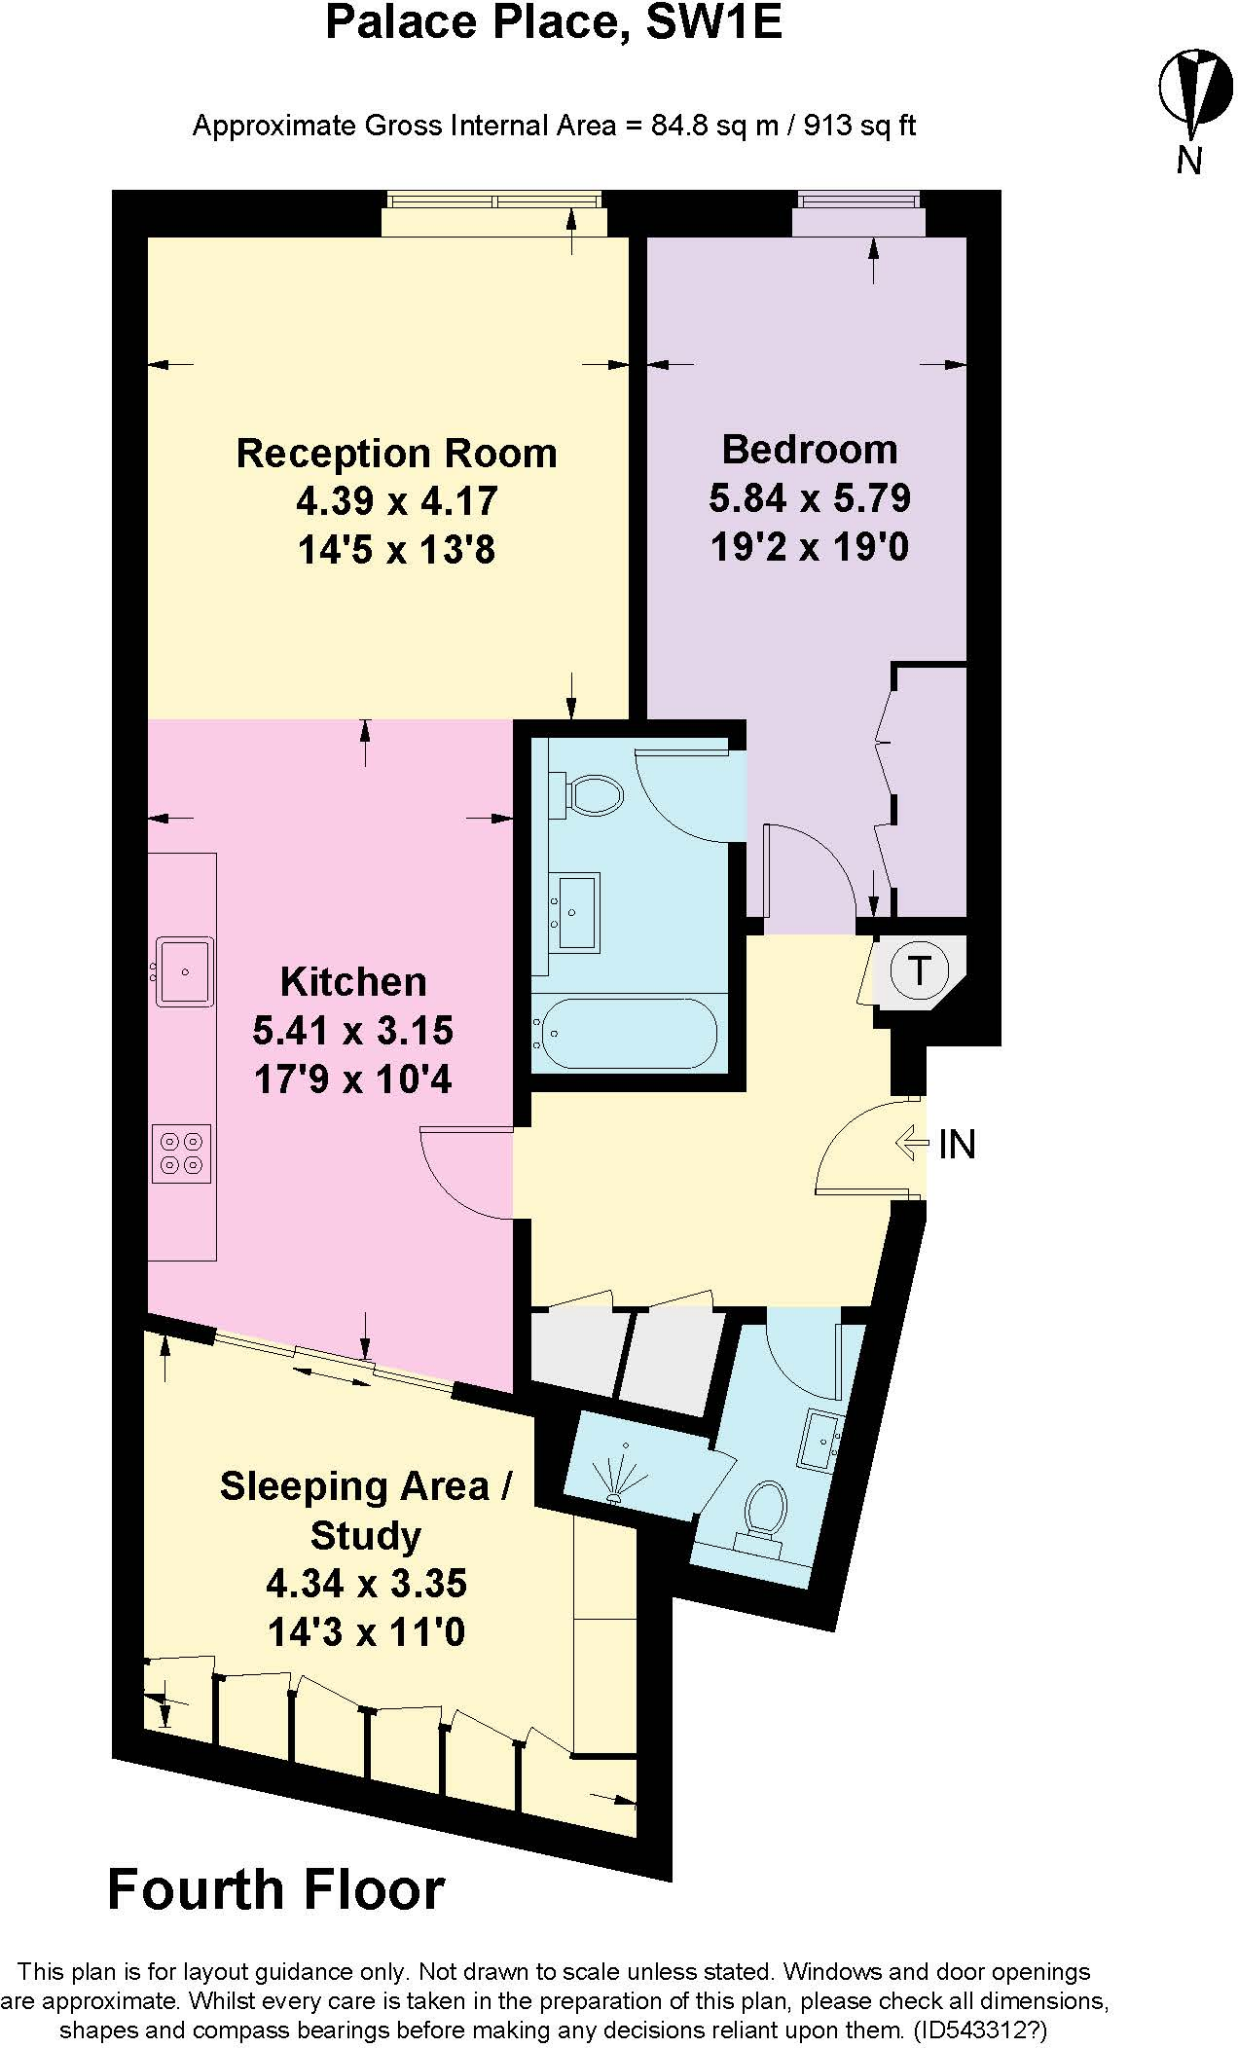 Palace Place, SW1E
Approximate Gross Internal Area = 84.8 sq m / 913 sq ft
N
Reception Room
4.39 x 4.17
14'5 x 13'8
Bedroom
5.84 x 5.79
19'2 x 19'0
Kitchen
5.41 x 3.15
17'9 x 10'4
T
IN
Sleeping Area /
Study
4.34 x 3.35
14'3 x 11'0
Fourth Floor
This plan is for layout guidance only. Not drawn to scale unless stated. Windows and door openings
are approximate. Whilst every care is taken in the preparation of this plan, please check all dimensions,
shapes and compass bearings before making any decisions reliant upon them. (ID543312?)